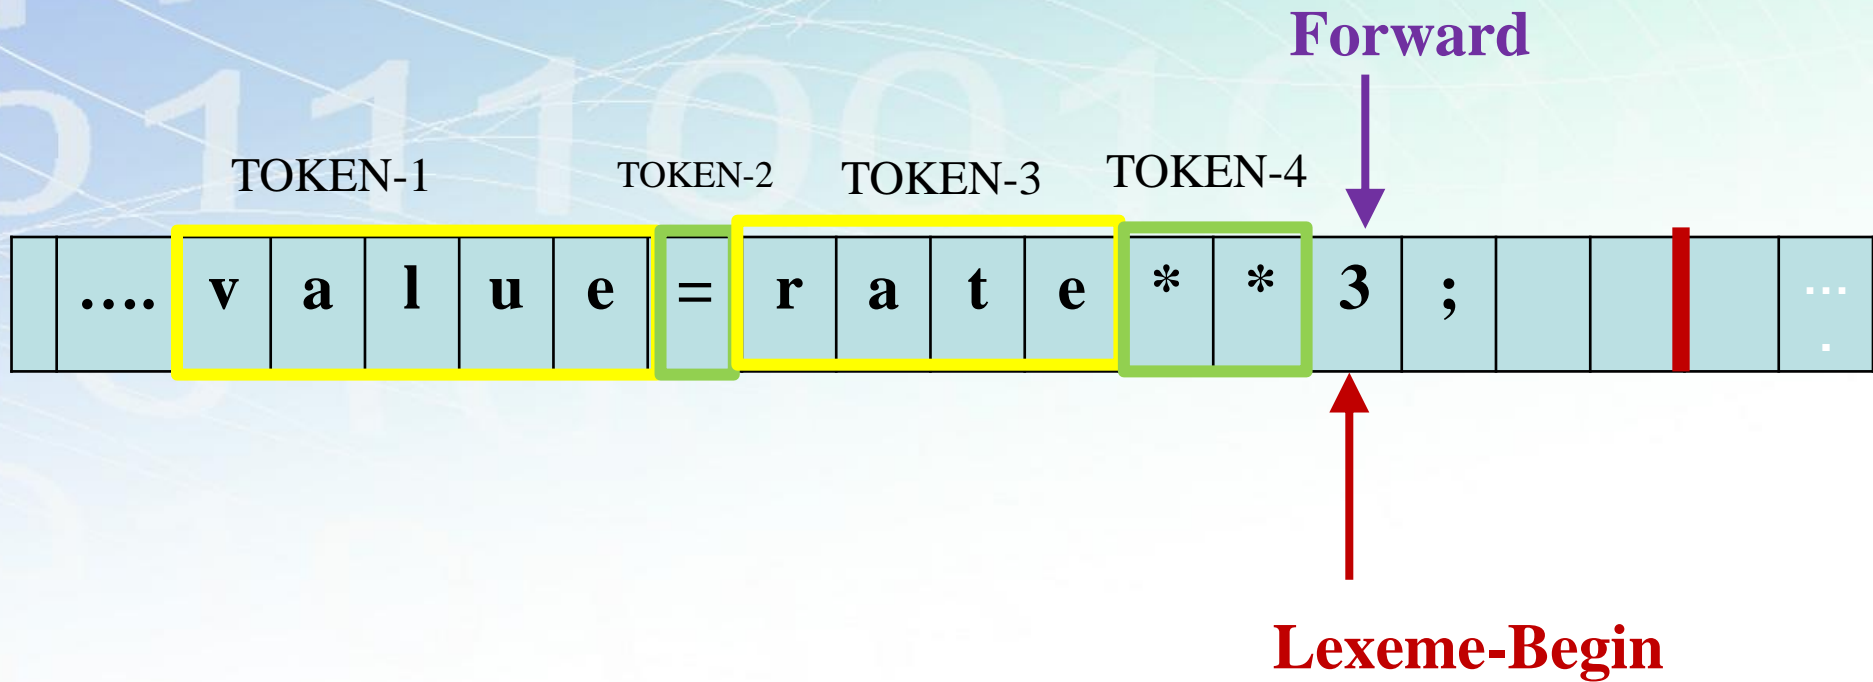 Forward
TOKEN-1 TOKEN-2 TOKEN-3 TOKEN-4
.... v a l u e = r a t e * * 3 ; ...
.
Lexeme-Begin